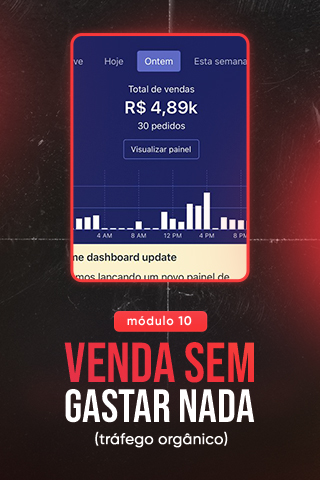 ve Hoje Ontem Esta semana
Total de vendas
R$ 4,89k
30 pedidos
Visualizar painel
4 AM 8 AM 12 PM 4 PM 8 PM
me dashboard update
mos lançando um novo painel de
módulo 10
VENDA SEM
GASTAR NADA
(tráfego orgânico)